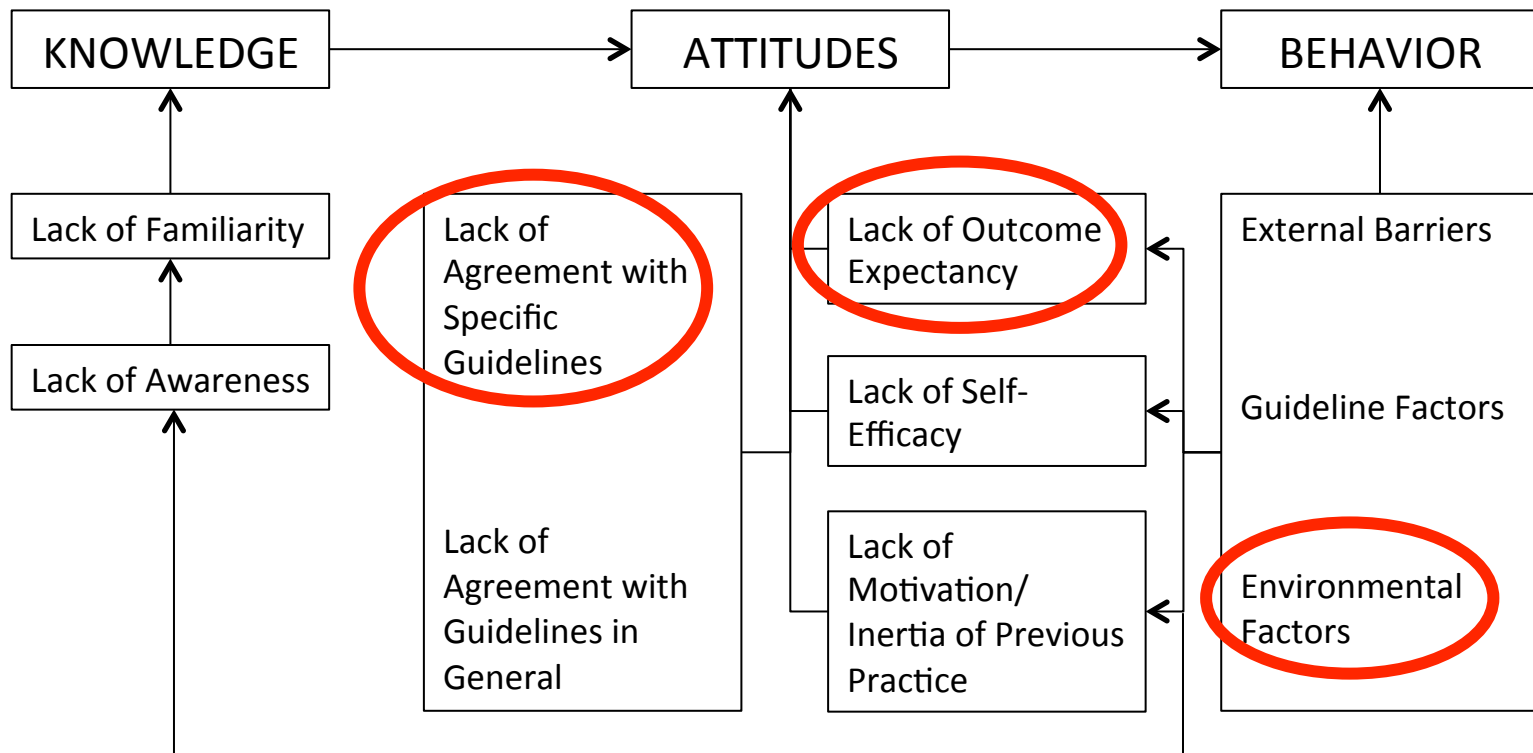 KNOWLEDGE
ATTITUDES
BEHAVIOR
Lack of Familiarity
Lack of Awareness
Lack of
Agreement with
Specific
Guidelines
Lack of
Agreement with
Guidelines in
General
Lack of Outcome
Expectancy
Lack of Self-
Efficacy
Lack of
Motivation/
Inertia of Previous
Practice
External Barriers
Guideline Factors
Environmental
Factors